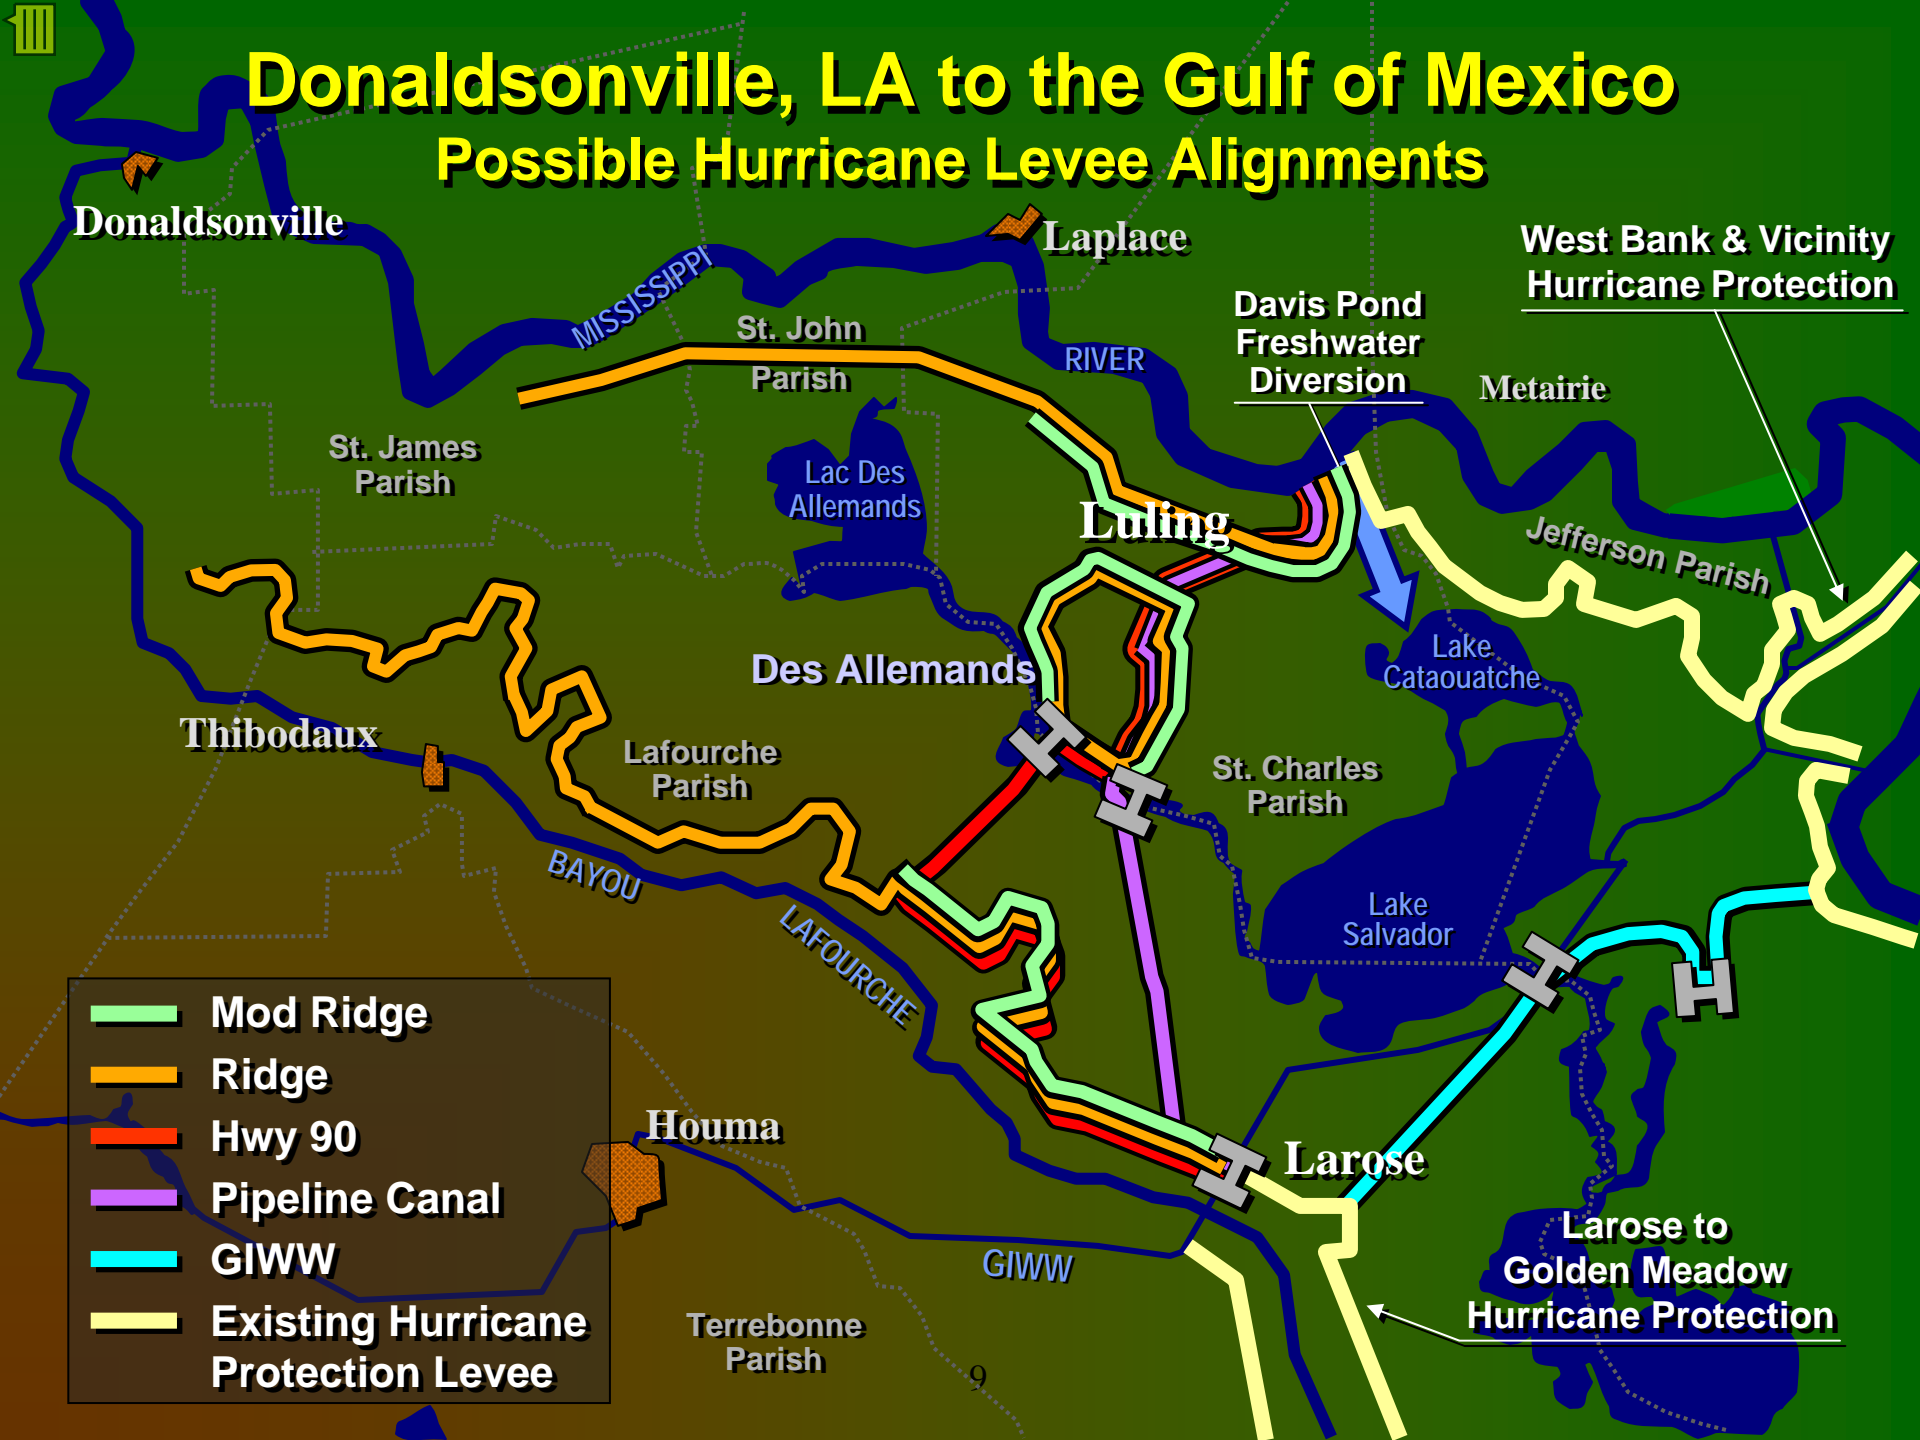 Donaldsonville, LA to the Gulf of Mexico
Possible Hurricane Levee Alignments
Donaldsonville
Laplace
West Bank & Vicinity
Hurricane Protection
MISSISSIPPI
St. John
Parish
RIVER
Davis Pond
Freshwater
Diversion
Metairie
St. James
Parish
Lac Des
Allemands
Luling
Jefferson Parish
Des Allemands
Lake
Cataouatche
Thibodaux
Lafourche
Parish
St. Charles
Parish
BAYOU
LAFOURCHE
Lake
Salvador
Mod Ridge
Ridge
Hwy 90
Pipeline Canal
GIWW
Existing Hurricane
Protection Levee
Houma
Larose
GIWW
Larose to
Golden Meadow
Hurricane Protection
Terrebonne
Parish
9